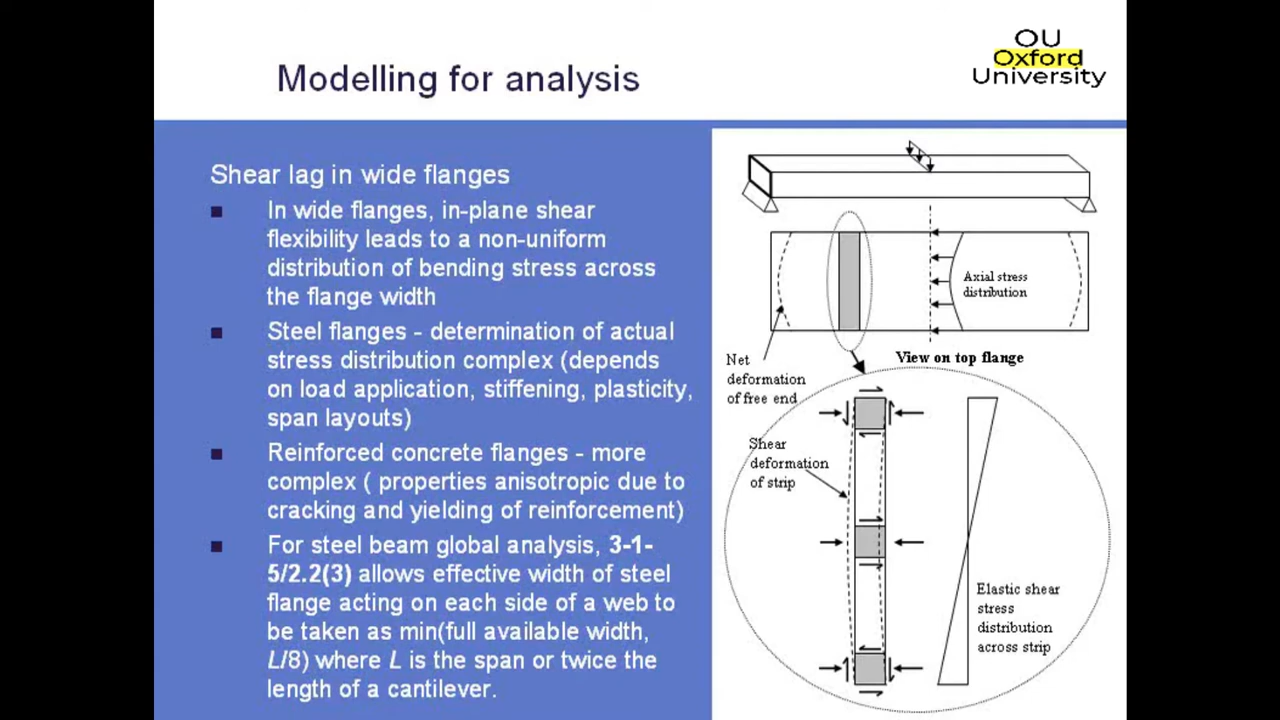 Modelling for analysis
OU
Oxford
University
Shear lag in wide flanges
In wide flanges, in-plane shear
flexibility leads to a non-uniform
distribution of bending stress across
the flange width
Steel flanges - determination of actual
stress distribution complex (depends
on load application, stiffening, plasticity,
span layouts)
Reinforced concrete flanges - more
complex ( properties anisotropic due to
cracking and yielding of reinforcement)
For steel beam global analysis, 3-1-
5/2.2(3) allows effective width of steel
flange acting on each side of a web to
be taken as min(full available width,
L/8) where L is the span or twice the
length of a cantilever.
Axial stress
distribution
View on top flange
Net
deformation
of free end
Shear
deformation
of strip
Elastic shear
stress
distribution
across strip